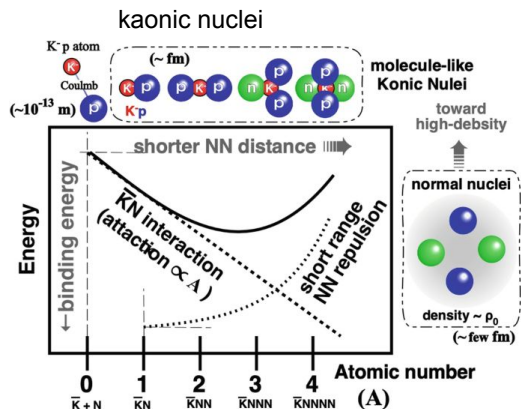 kaonic nuclei
K⁻p atom
K⁻
Coulmb
p
(~10⁻¹³ m)
(~ fm)
K⁻ p
p K⁻ p
n K⁻ p p
n K⁻ n p p
K⁻p
molecule-like
Konic Nulei
toward
high-debsity
normal nuclei
density ~ ρ₀
(~few fm)
shorter NN distance
Energy
binding energy
K̅N interaction
(attaction ∝ A)
short range
NN repulsion
0 1 2 3 4
Atomic number
(A)
K̅ + N K̅N K̅NN K̅NNN K̅NNNN